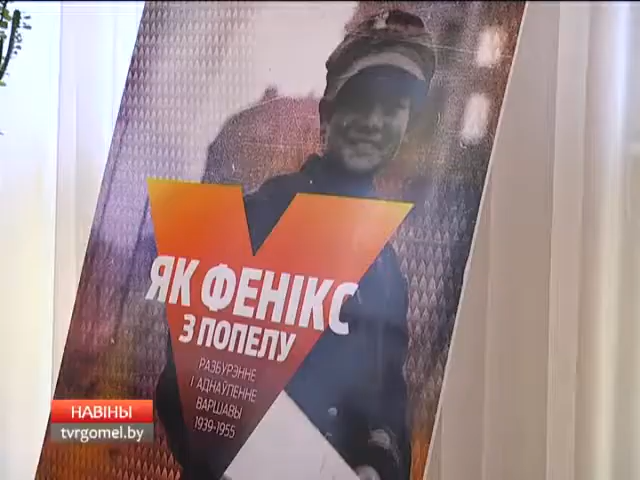 ЯК ФЕНІКС
З ПОПЕЛУ
РАЗБУРЭННЕ
І АДНАЎЛЕННЕ
ВАРШАВЫ
1939-1955
НАВІНЫ
tvrgomel.by